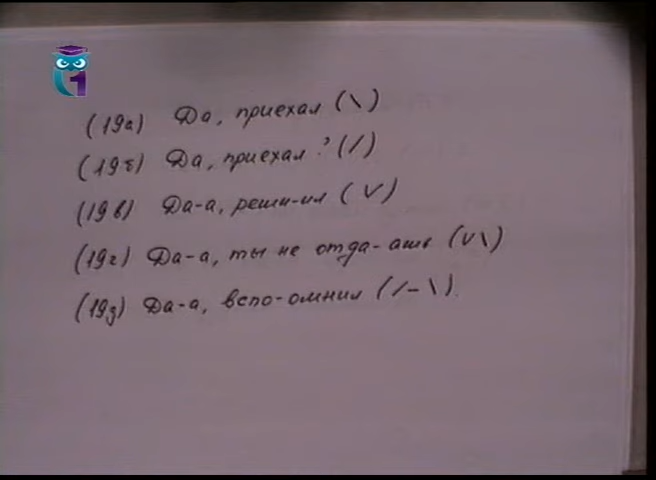 1
(19а) Да, приехал (\)
(19б) Да, приехал? (/)
(19в) Да-а, реши-ил (V)
(19г) Да-а, ты не отда-ашь (V\)
(19д) Да-а, вспо-омнил (/-\).